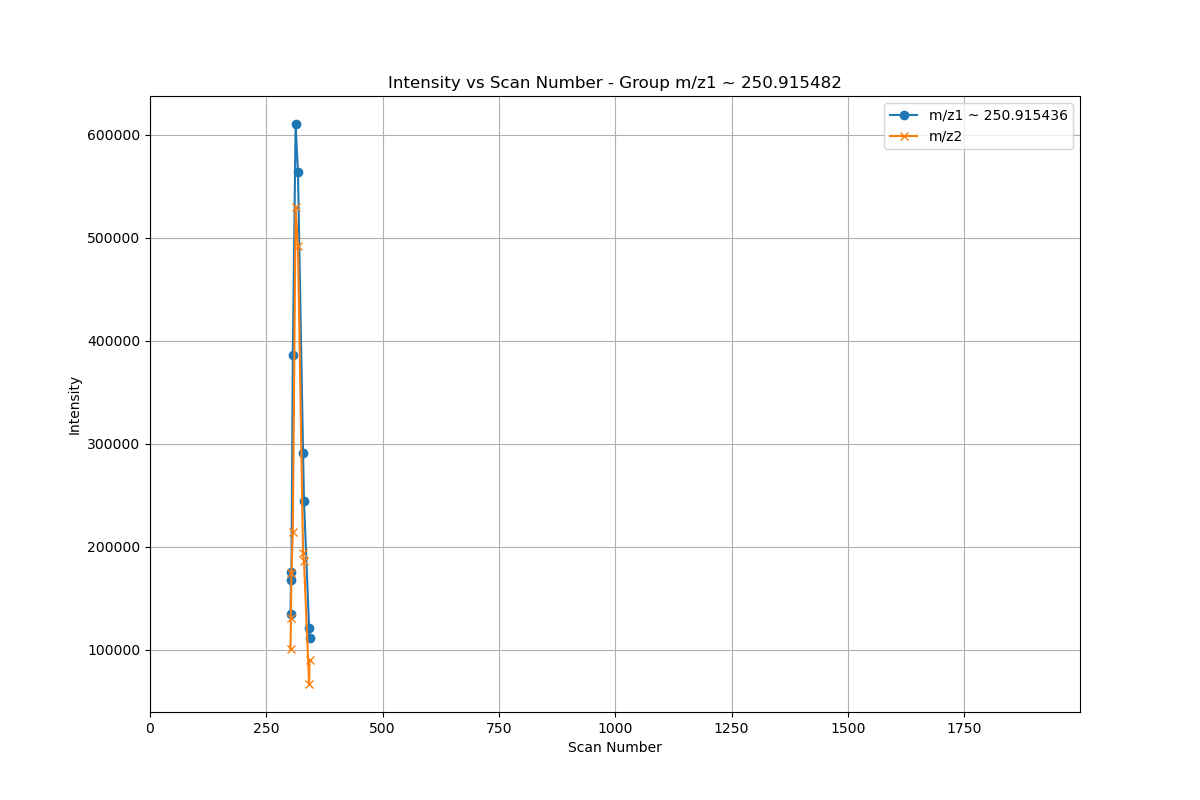 Intensity vs Scan Number - Group m/z1 ~ 250.915482
m/z1 ~ 250.915436
m/z2
600000
500000
400000
300000
200000
100000
Intensity
0 250 500 750 1000 1250 1500 1750
Scan Number